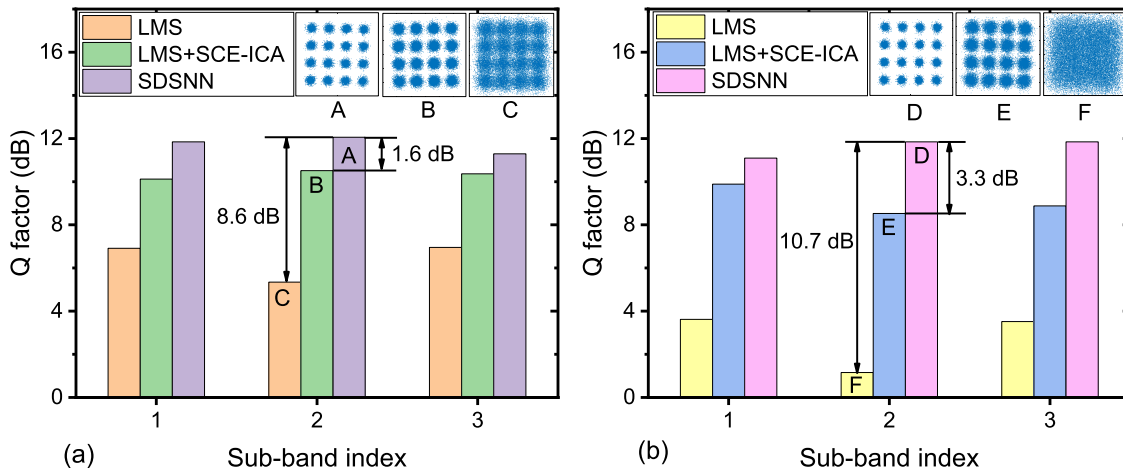 LMS
LMS+SCE-ICA
SDSNN
A
B
C
16
12
8
4
0
Q factor (dB)
8.6 dB
1.6 dB
A
B
C
1
2
3
(a)
Sub-band index
LMS
LMS+SCE-ICA
SDSNN
D
E
F
16
12
8
4
0
Q factor (dB)
10.7 dB
3.3 dB
D
E
F
1
2
3
(b)
Sub-band index